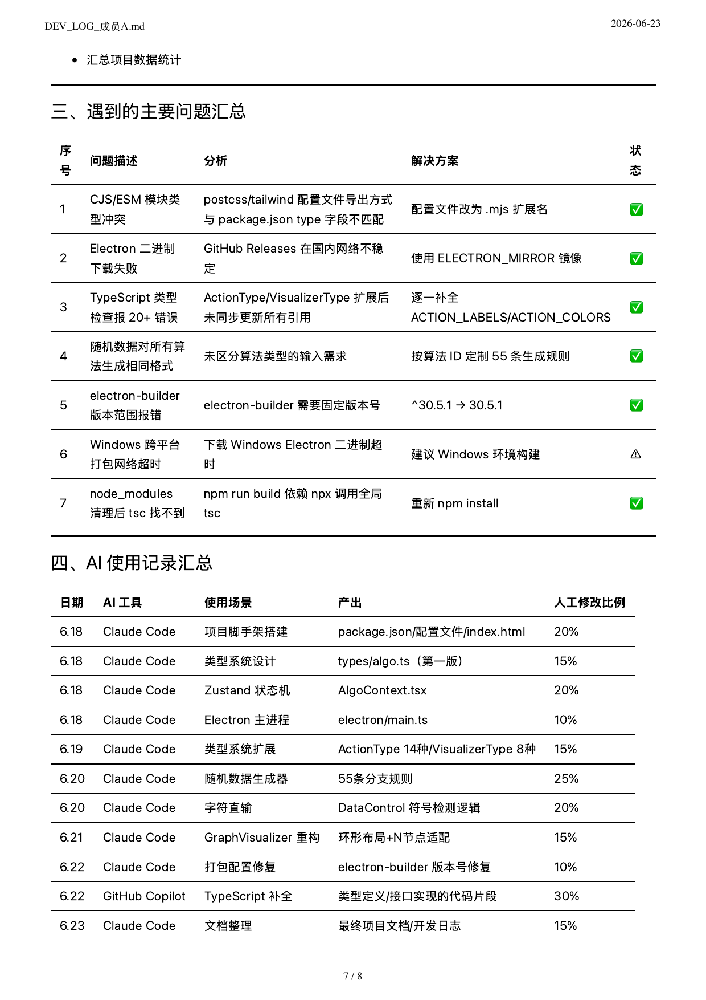 DEV_LOG_成员A.md 2026-06-23
• 汇总项目数据统计
三、遇到的主要问题汇总
序号 问题描述 分析 解决方案 状态
1 CJS/ESM 模块类型冲突 postcss/tailwind 配置文件导出方式与 package.json type 字段不匹配 配置文件改为 .mjs 扩展名 ✅
2 Electron 二进制下载失败 GitHub Releases 在国内网络不稳定 使用 ELECTRON_MIRROR 镜像 ✅
3 TypeScript 类型检查报 20+ 错误 ActionType/VisualizerType 扩展后未同步更新所有引用 逐一补全 ACTION_LABELS/ACTION_COLORS ✅
4 随机数据对所有算法生成相同格式 未区分算法类型的输入需求 按算法 ID 定制 55 条生成规则 ✅
5 electron-builder 版本范围报错 electron-builder 需要固定版本号 ^30.5.1 → 30.5.1 ✅
6 Windows 跨平台打包网络超时 下载 Windows Electron 二进制超时 建议 Windows 环境构建 ⚠
7 node_modules 清理后 tsc 找不到 npm run build 依赖 npx 调用全局 tsc 重新 npm install ✅
四、AI 使用记录汇总
日期 AI 工具 使用场景 产出 人工修改比例
6.18 Claude Code 项目脚手架搭建 package.json/配置文件/index.html 20%
6.18 Claude Code 类型系统设计 types/algo.ts（第一版） 15%
6.18 Claude Code Zustand 状态机 AlgoContext.tsx 20%
6.18 Claude Code Electron 主进程 electron/main.ts 10%
6.19 Claude Code 类型系统扩展 ActionType 14种/VisualizerType 8种 15%
6.20 Claude Code 随机数据生成器 55条分支规则 25%
6.20 Claude Code 字符直输 DataControl 符号检测逻辑 20%
6.21 Claude Code GraphVisualizer 重构 环形布局+N节点适配 15%
6.22 Claude Code 打包配置修复 electron-builder 版本号修复 10%
6.22 GitHub Copilot TypeScript 补全 类型定义/接口实现的代码片段 30%
6.23 Claude Code 文档整理 最终项目文档/开发日志 15%
7 / 8